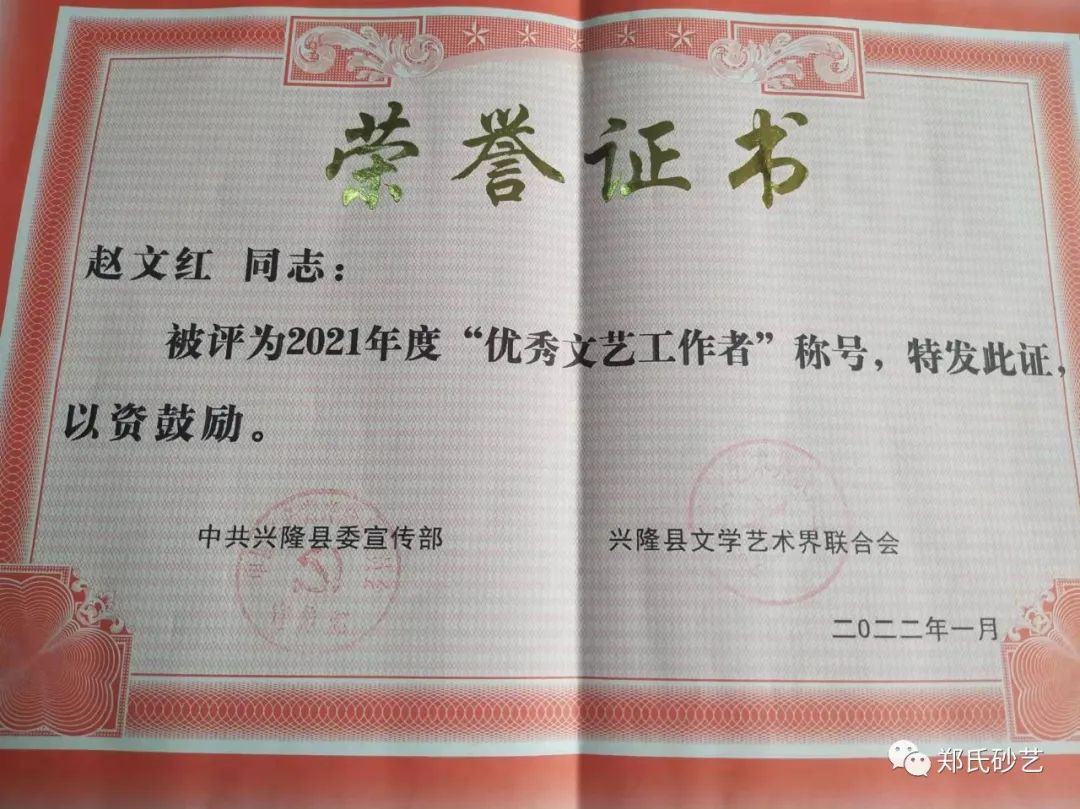 荣誉证书
赵文红 同志：
被评为2021年度“优秀文艺工作者”称号，特发此证，
以资鼓励。
中共兴隆县委宣传部 兴隆县文学艺术界联合会
二〇二二年一月
郑氏砂艺